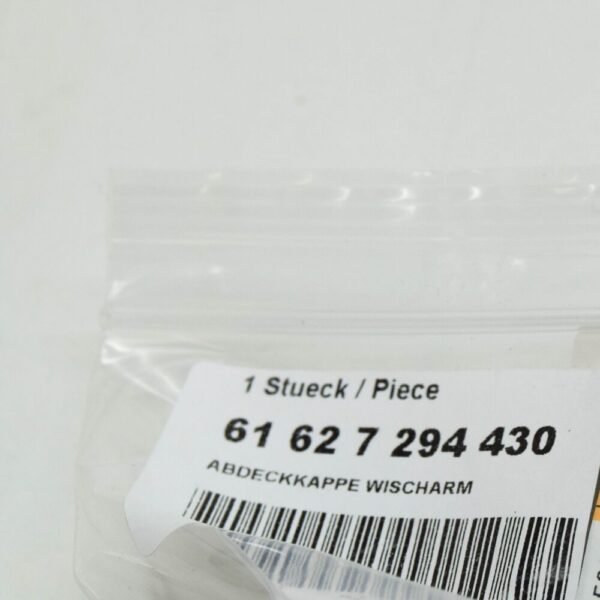 1 Stueck / Piece
61 62 7 294 430
ABDECKKAPPE WISCHARM